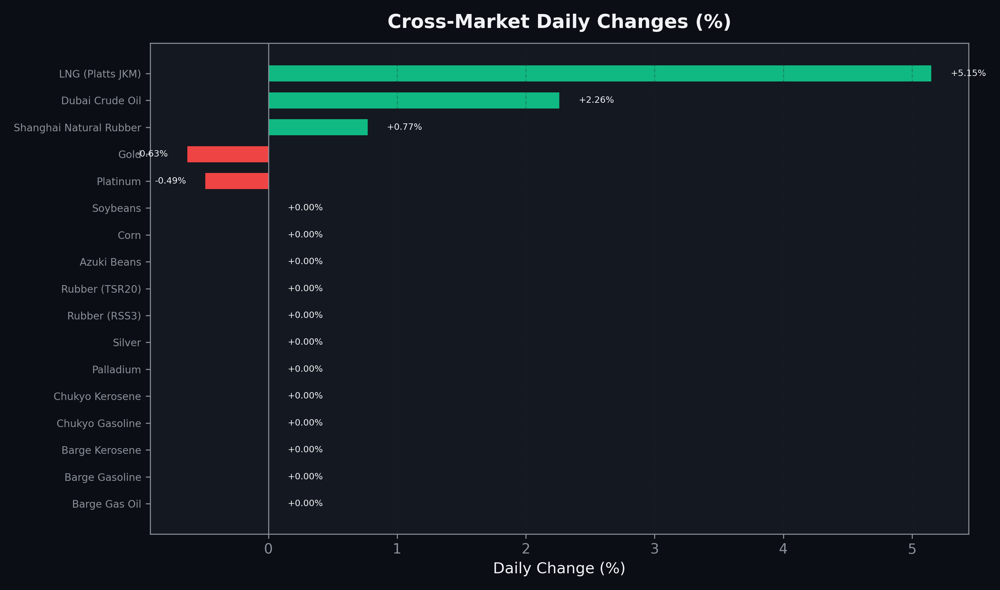 Cross-Market Daily Changes (%)
LNG (Platts JKM) +5.15%
Dubai Crude Oil +2.26%
Shanghai Natural Rubber +0.77%
Gold -0.63%
Platinum -0.49%
Soybeans +0.00%
Corn +0.00%
Azuki Beans +0.00%
Rubber (TSR20) +0.00%
Rubber (RSS3) +0.00%
Silver +0.00%
Palladium +0.00%
Chukyo Kerosene +0.00%
Chukyo Gasoline +0.00%
Barge Kerosene +0.00%
Barge Gasoline +0.00%
Barge Gas Oil +0.00%
0 1 2 3 4 5
Daily Change (%)